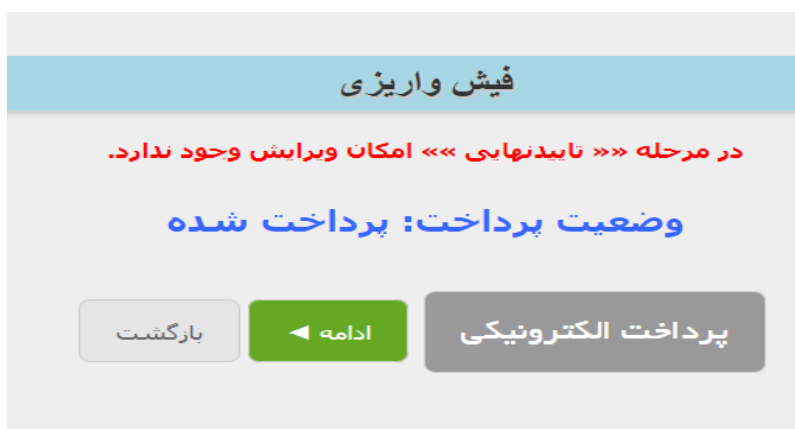 فیش واریزی
در مرحله «« تاییدنهایی »» امکان ویرایش وجود ندارد.
وضعیت پرداخت: پرداخت شده
پرداخت الکترونیکی
ادامه ◄
بازگشت